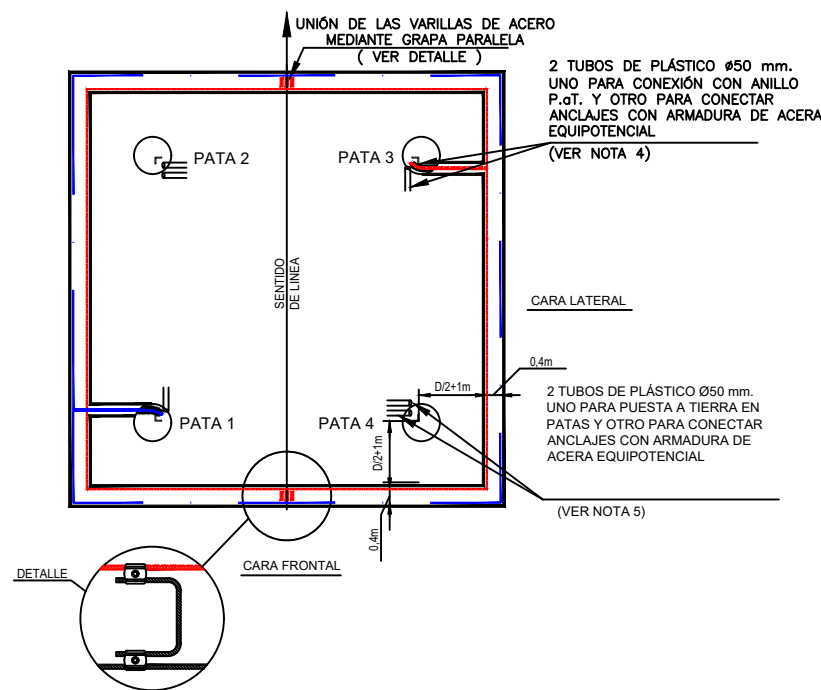 UNIÓN DE LAS VARILLAS DE ACERO
MEDIANTE GRAPA PARALELA
( VER DETALLE )
2 TUBOS DE PLÁSTICO ø50 mm.
UNO PARA CONEXIÓN CON ANILLO
P.aT. Y OTRO PARA CONECTAR
ANCLAJES CON ARMADURA DE ACERA
EQUIPOTENCIAL
(VER NOTA 4)
PATA 2
PATA 3
SENTIDO
DE LINEA
CARA LATERAL
0,4m
D/2+1m
2 TUBOS DE PLÁSTICO Ø50 mm.
UNO PARA PUESTA A TIERRA EN
PATAS Y OTRO PARA CONECTAR
ANCLAJES CON ARMADURA DE
ACERA EQUIPOTENCIAL
PATA 1
PATA 4
D/2+1m
(VER NOTA 5)
0,4m
CARA FRONTAL
DETALLE